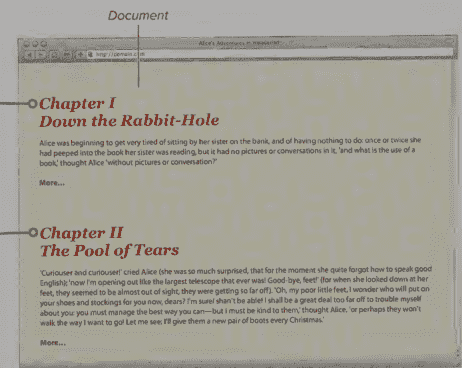 Document
Alice's Adventures in Wonderland
Chapter I
Down the Rabbit-Hole
Alice was beginning to get very tired of sitting by her sister on the bank, and of having nothing to do: once or twice she
had peeped into the book her sister was reading, but it had no pictures or conversations in it, 'and what is the use of a
book,' thought Alice 'without pictures or conversation?'
More...
Chapter II
The Pool of Tears
'Curiouser and curiouser!' cried Alice (she was so much surprised, that for the moment she quite forgot how to speak good
English); 'now I'm opening out like the largest telescope that ever was! Good-bye, feet!' (for when she looked down at her
feet, they seemed to be almost out of sight, they were getting so far off). 'Oh, my poor little feet, I wonder who will put on
your shoes and stockings for you now, dears? I'm sure I shan't be able! I shall be a great deal too far off to trouble myself
about you: you must manage the best way you can—but I must be kind to them,' thought Alice, 'or perhaps they won't
walk the way I want to go! Let me see: I'll give them a new pair of boots every Christmas.'
More...